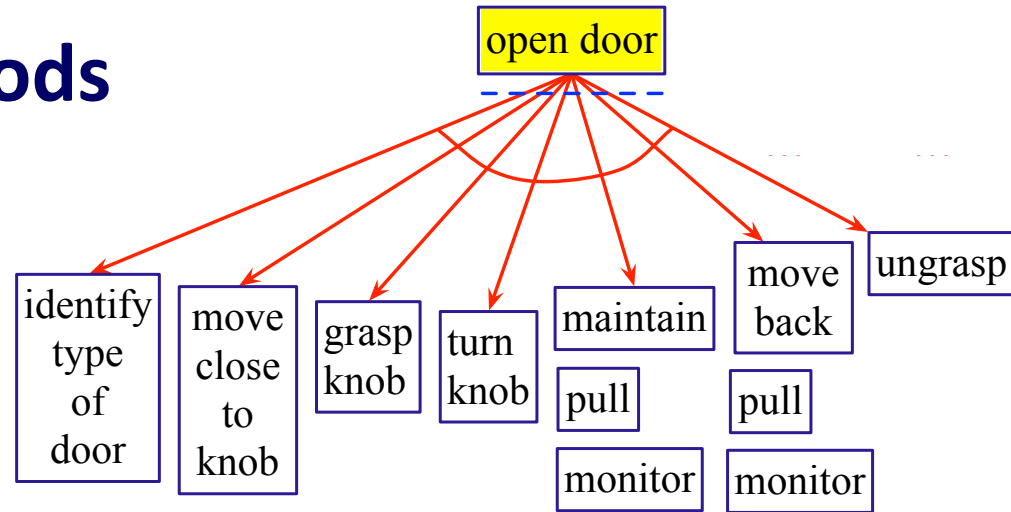 ods
open door
identify
type
of
door
move
close
to
knob
grasp
knob
turn
knob
maintain
pull
monitor
move
back
pull
monitor
ungrasp